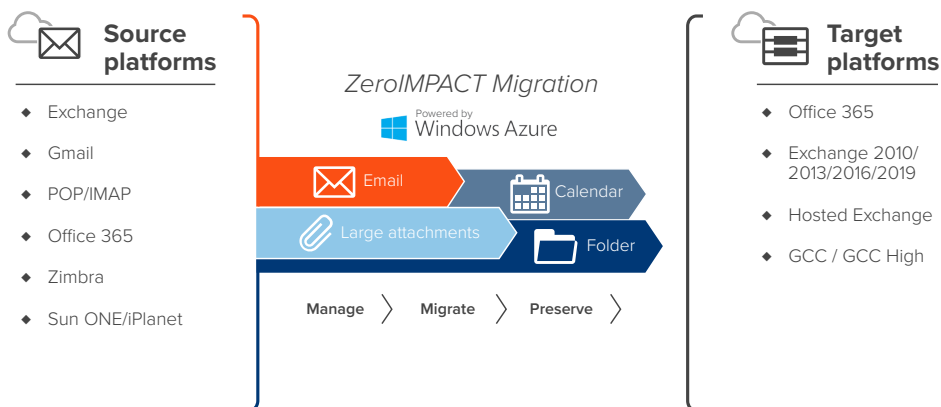 Source
platforms
Exchange
Gmail
POP/IMAP
Office 365
Zimbra
Sun ONE/iPlanet
ZeroIMPACT Migration
Powered by
Windows Azure
Email
Calendar
Large attachments
Folder
Manage
Migrate
Preserve
Target
platforms
Office 365
Exchange 2010/
2013/2016/2019
Hosted Exchange
GCC / GCC High